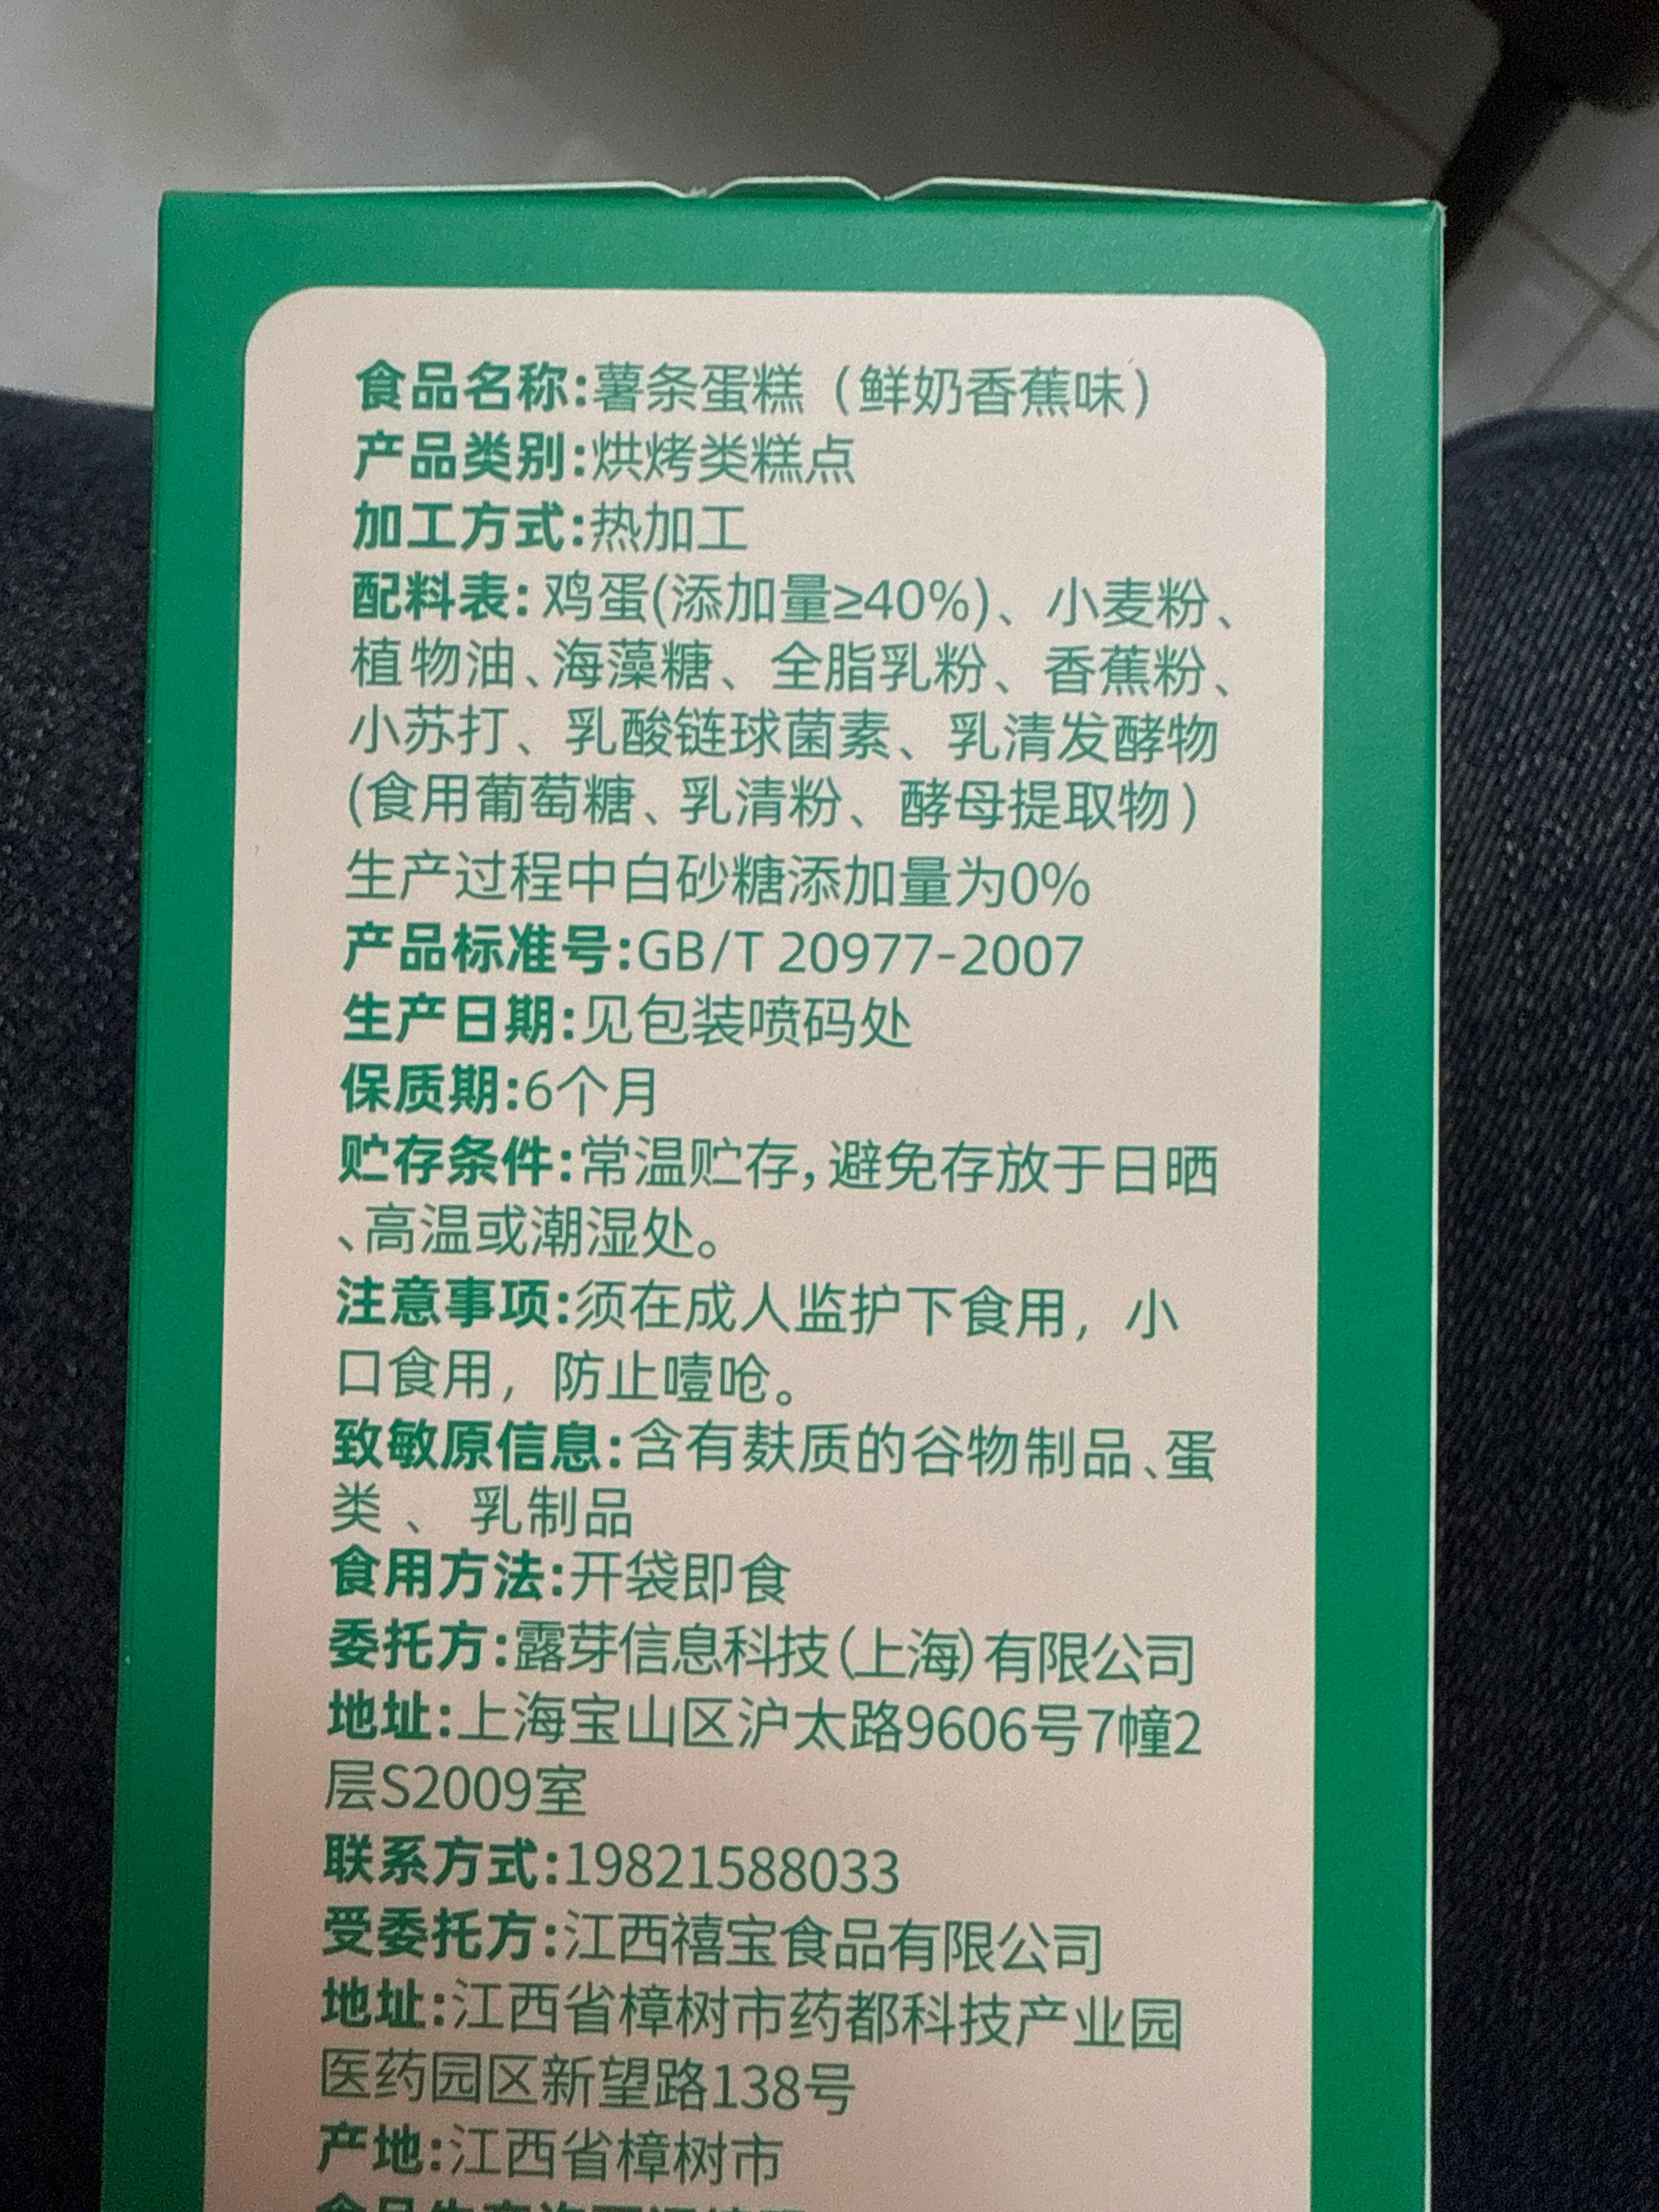 食品名称:薯条蛋糕（鲜奶香蕉味）
产品类别:烘烤类糕点
加工方式:热加工
配料表:鸡蛋(添加量≥40%)、小麦粉、
植物油、海藻糖、全脂乳粉、香蕉粉、
小苏打、乳酸链球菌素、乳清发酵物
(食用葡萄糖、乳清粉、酵母提取物)
生产过程中白砂糖添加量为0%
产品标准号:GB/T 20977-2007
生产日期:见包装喷码处
保质期:6个月
贮存条件:常温贮存,避免存放于日晒
、高温或潮湿处。
注意事项:须在成人监护下食用，小
口食用，防止噎呛。
致敏原信息:含有麸质的谷物制品、蛋
类、乳制品
食用方法:开袋即食
委托方:露芽信息科技(上海)有限公司
地址:上海宝山区沪太路9606号7幢2
层S2009室
联系方式:19821588033
受委托方:江西禧宝食品有限公司
地址:江西省樟树市药都科技产业园
医药园区新望路138号
产地:江西省樟树市